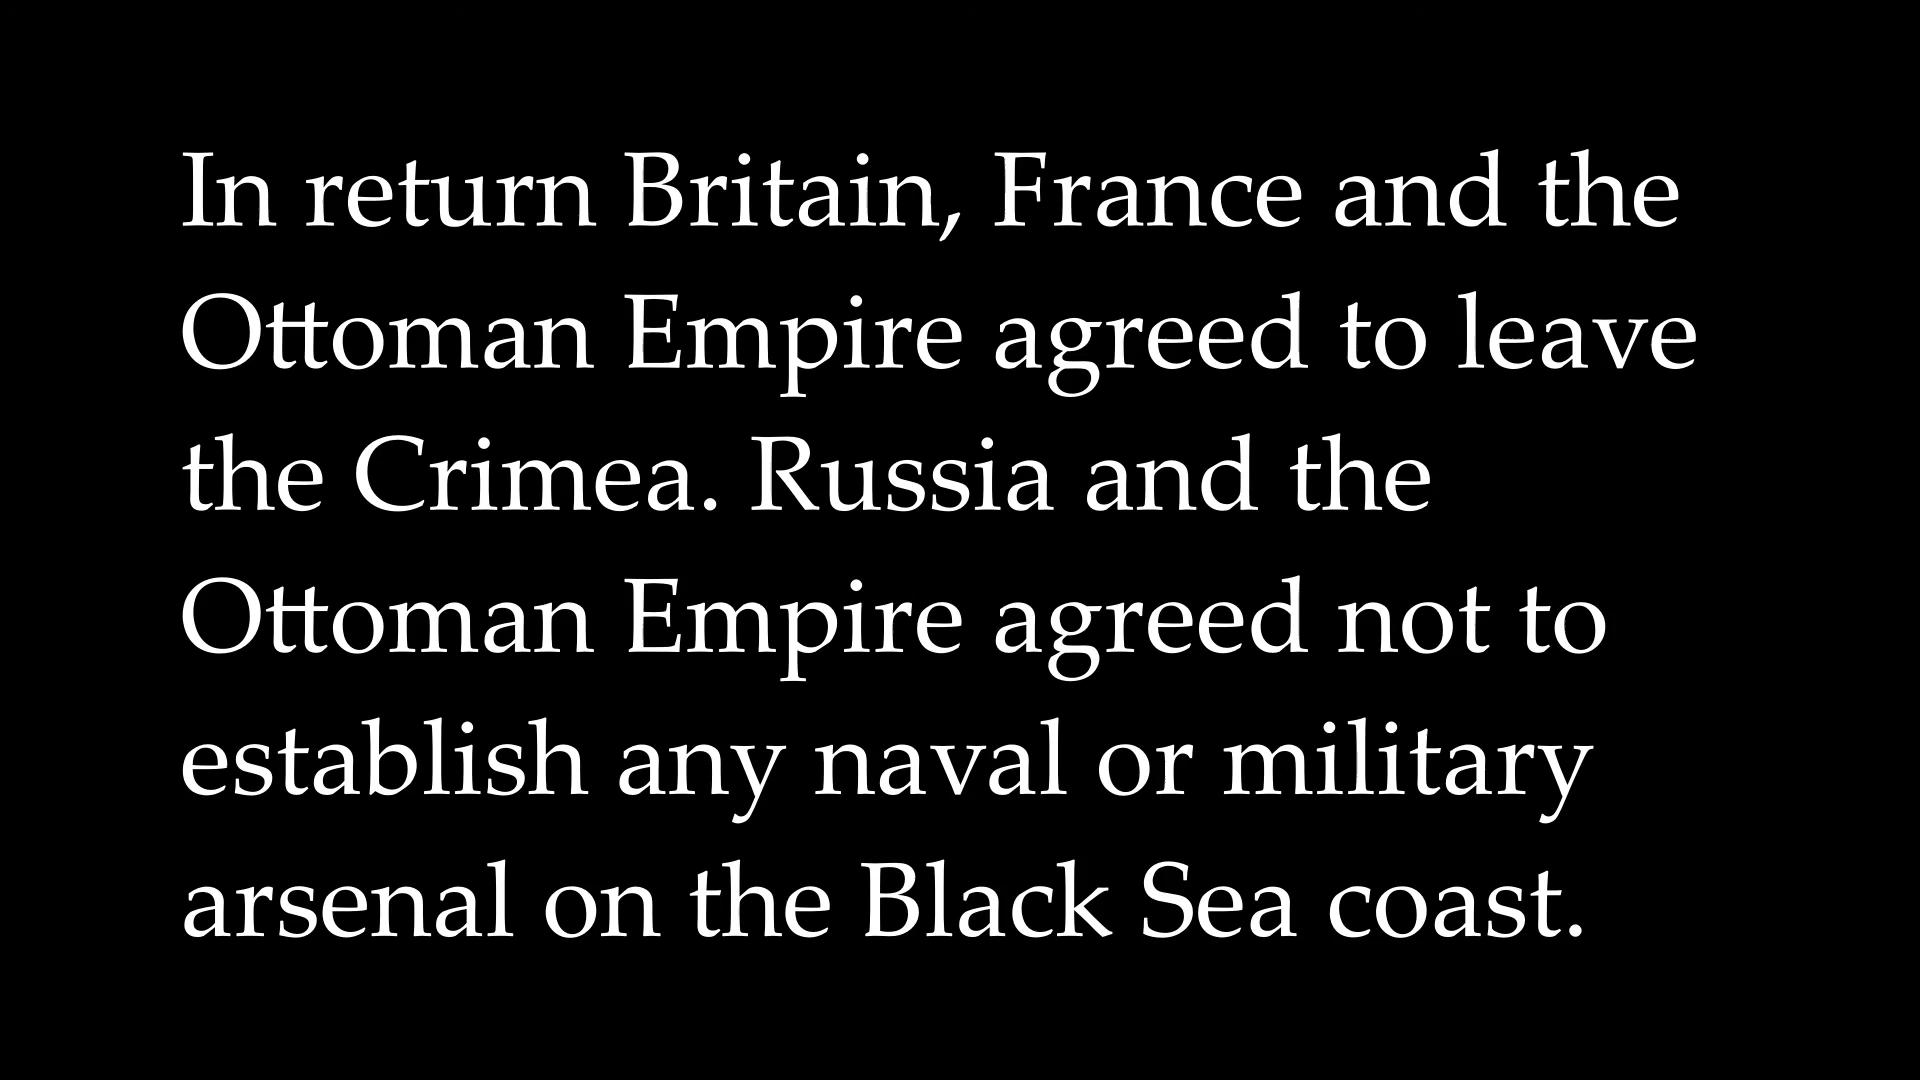 In return Britain, France and the
Ottoman Empire agreed to leave
the Crimea. Russia and the
Ottoman Empire agreed not to
establish any naval or military
arsenal on the Black Sea coast.